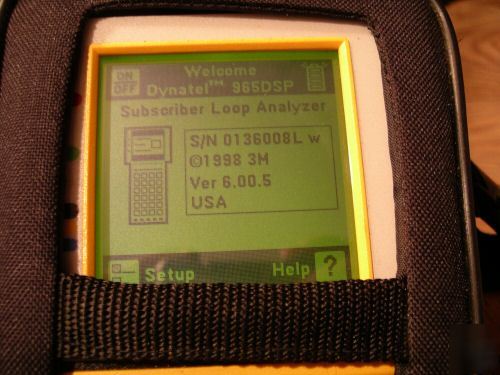 ON
OFF
Welcome
Dynatel™ 965DSP
Subscriber Loop Analyzer
S/N 0136008L w
©1998 3M
Ver 6.00.5
USA
Setup
Help ?